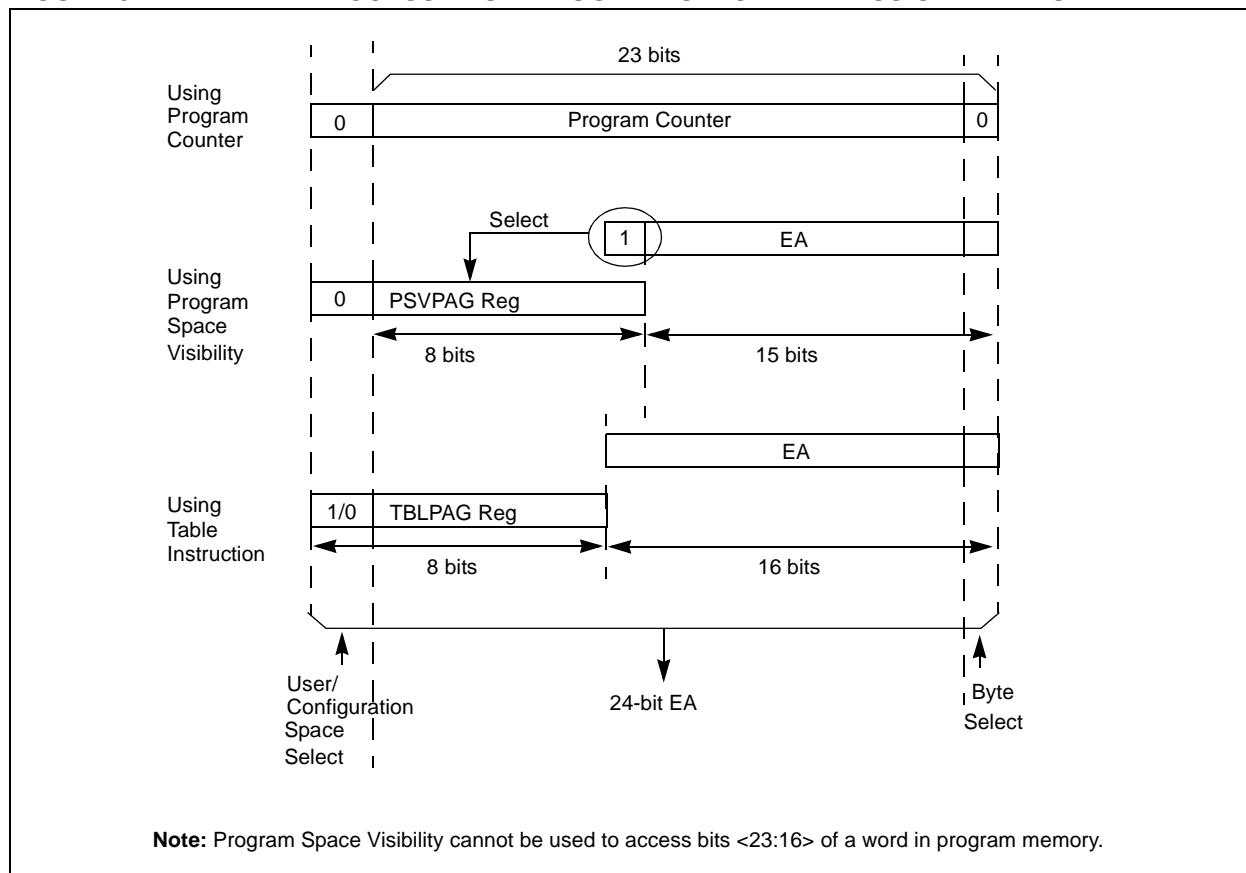 23 bits
Using
Program
Counter
0
Program Counter
0
Select
1
EA
Using
Program
Space
Visibility
0
PSVPAG Reg
8 bits
15 bits
EA
Using
Table
Instruction
1/0
TBLPAG Reg
8 bits
16 bits
User/
Configuration
Space
Select
24-bit EA
Byte
Select
Note: Program Space Visibility cannot be used to access bits <23:16> of a word in program memory.